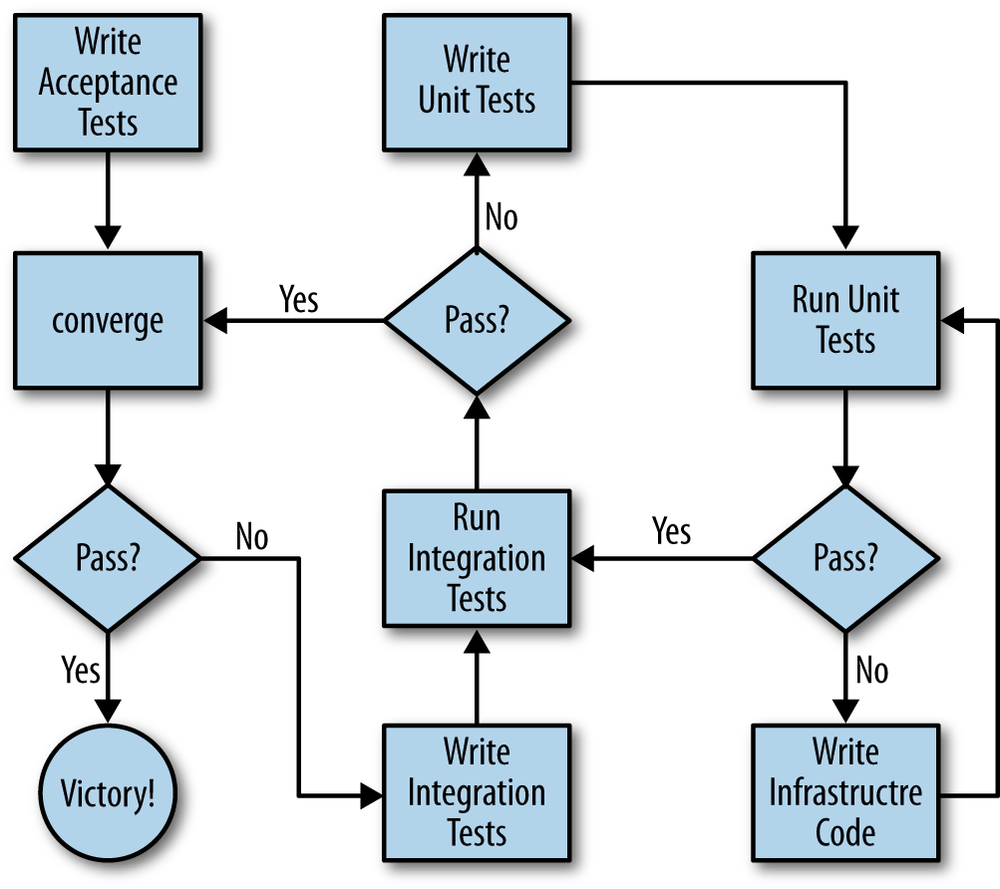 Write
Acceptance
Tests
Write
Unit Tests
No
converge
Yes
Pass?
Run Unit
Tests
Pass?
No
Run
Integration
Tests
Yes
Pass?
Yes
No
Victory!
Write
Integration
Tests
Write
Infrastructre
Code